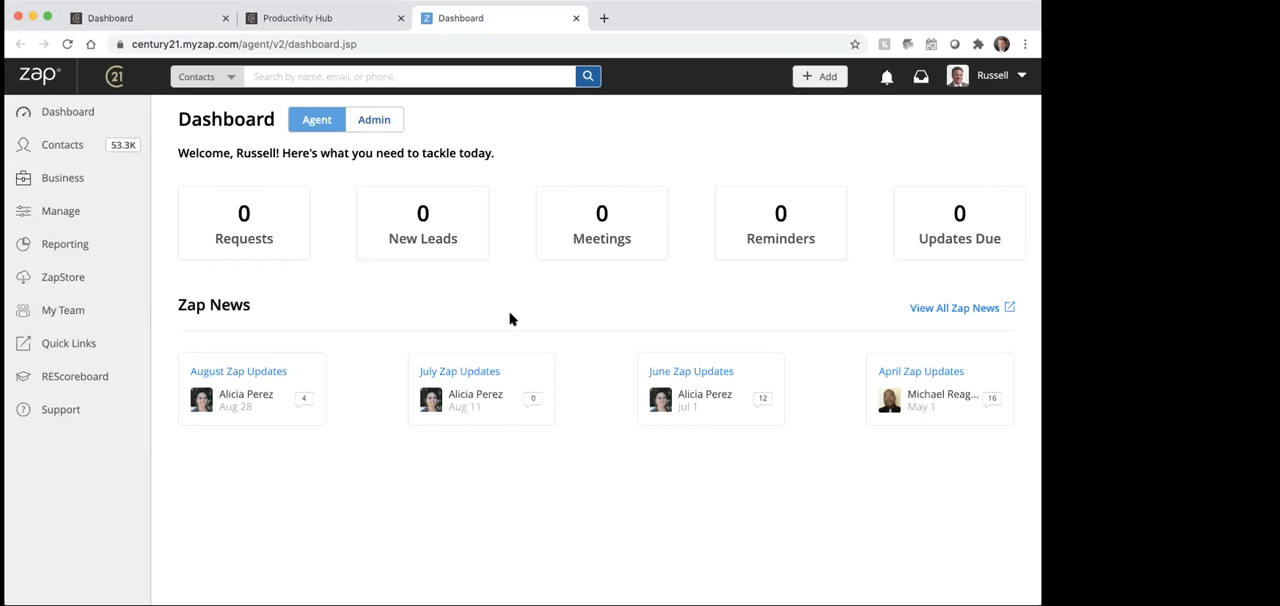 Dashboard
Productivity Hub
Dashboard
century21.myzap.com/agent/v2/dashboard.jsp
zap®
21
Contacts
Search by name, email, or phone
+ Add
Russell
Dashboard
Contacts 53.3K
Business
Manage
Reporting
ZapStore
My Team
Quick Links
REScoreboard
Support
Dashboard
Agent
Admin
Welcome, Russell! Here's what you need to tackle today.
0
Requests
0
New Leads
0
Meetings
0
Reminders
0
Updates Due
Zap News
View All Zap News
August Zap Updates
Alicia Perez
Aug 28
4
July Zap Updates
Alicia Perez
Aug 11
0
June Zap Updates
Alicia Perez
Jul 1
12
April Zap Updates
Michael Reag...
May 1
16